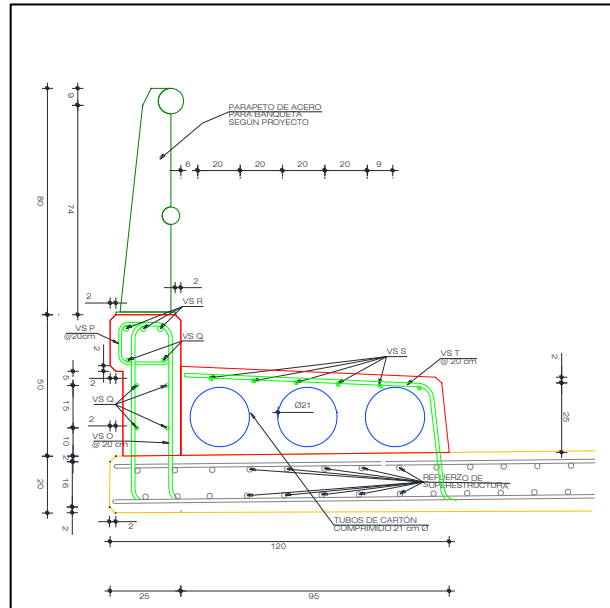 9
PARAPETO DE ACERO
PARA BANQUETA
SEGÚN PROYECTO
80
74
6
20
20
20
20
9
2
2
VS R
VS P
@20cm
VS Q
VS S
VS T
@ 20 cm
2
2
2
5
50
15
VS Q
2
Ø21
25
10
VS O
@ 20 cm
2
REFUERZO DE
SUPERESTRUCTURA
20
16
2
2
TUBOS DE CARTÓN
COMPRIMIDO 21 cm Ø
120
25
95